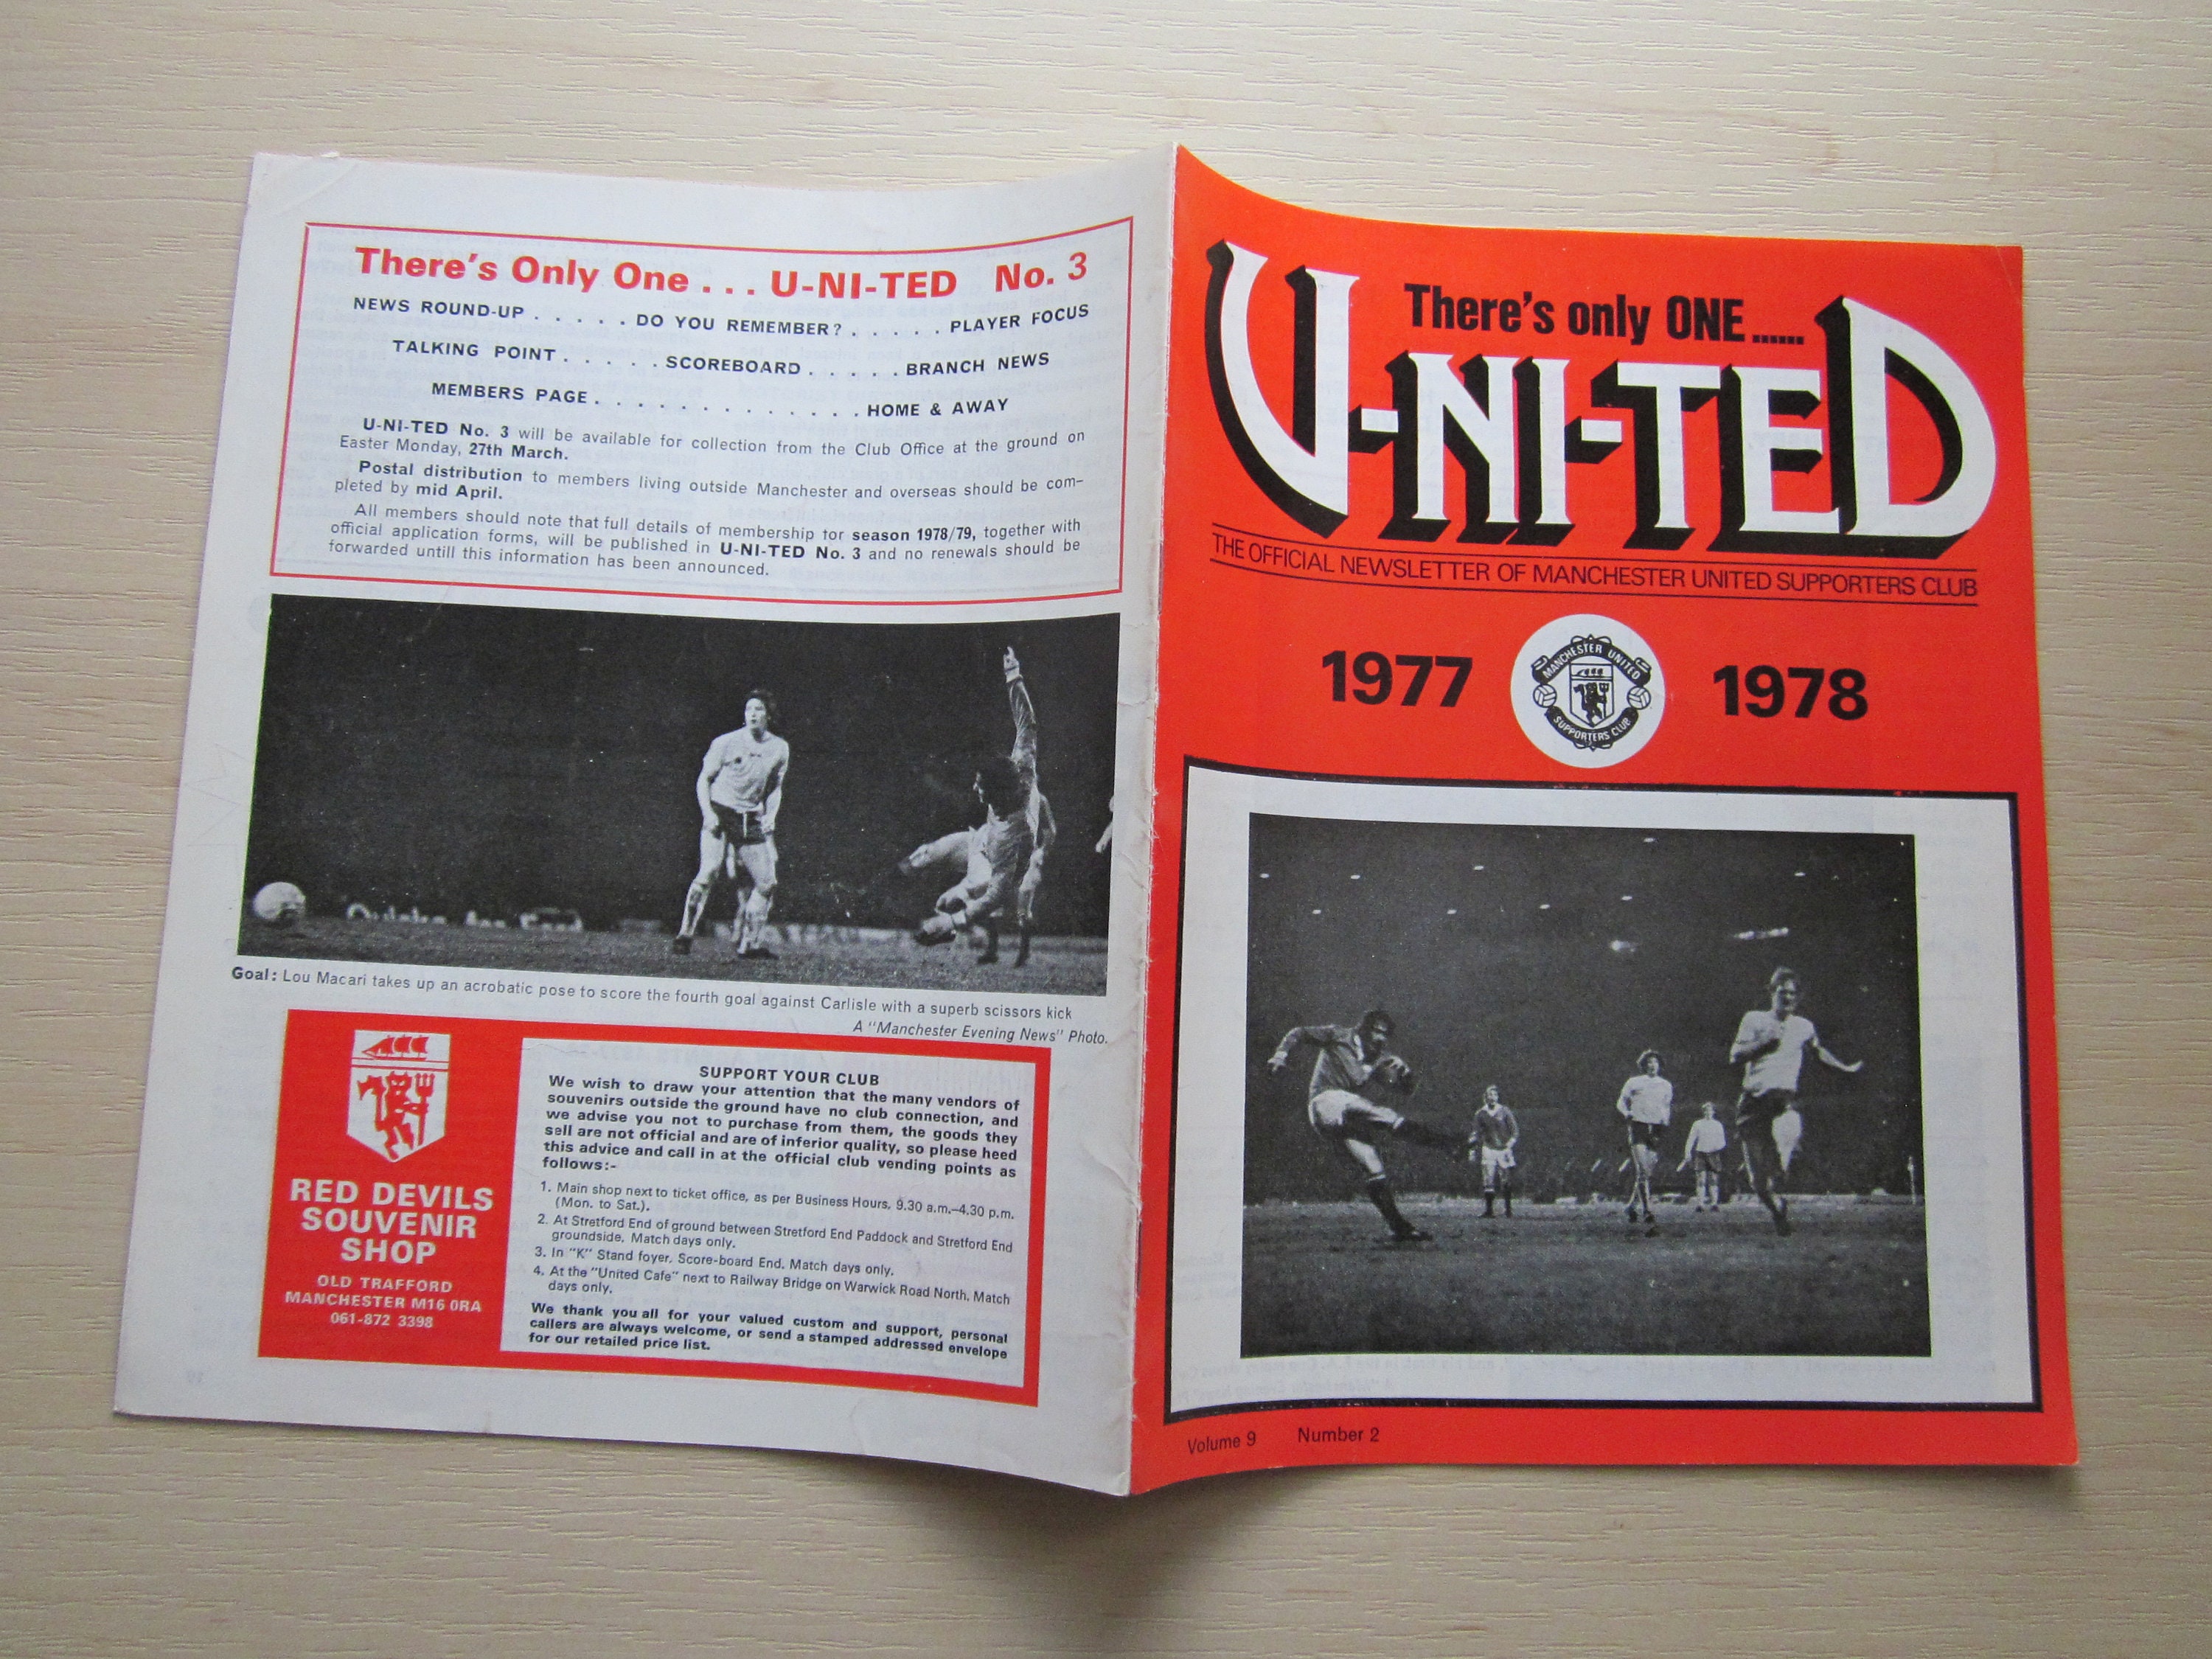 There's Only One . . . U-NI-TED No. 3
NEWS ROUND-UP . . . . . DO YOU REMEMBER? . . . . . PLAYER FOCUS
TALKING POINT . . . . . SCOREBOARD . . . . . BRANCH NEWS
MEMBERS PAGE . . . . . . . . . . . . . HOME & AWAY
U-NI-TED No. 3 will be available for collection from the Club Office at the ground on
Easter Monday, 27th March.
Postal distribution to members living outside Manchester and overseas should be com-
pleted by mid April.
All members should note that full details of membership for season 1978/79, together with
official application forms, will be published in U-NI-TED No. 3 and no renewals should be
forwarded untill this information has been announced.
Goal: Lou Macari takes up an acrobatic pose to score the fourth goal against Carlisle with a superb scissors kick
A "Manchester Evening News" Photo.
RED DEVILS
SOUVENIR
SHOP
OLD TRAFFORD
MANCHESTER M16 0RA
061-872 3398
SUPPORT YOUR CLUB
We wish to draw your attention that the many vendors of
souvenirs outside the ground have no club connection, and
we advise you not to purchase from them, the goods they
sell are not official and are of inferior quality, so please heed
this advice and call in at the official club vending points as
follows:-
1. Main shop next to ticket office, as per Business Hours, 9.30 a.m.–4.30 p.m.
(Mon. to Sat.).
2. At Stretford End of ground between Stretford End Paddock and Stretford End
groundside. Match days only.
3. In "K" Stand foyer, Score-board End. Match days only.
4. At the "United Cafe" next to Railway Bridge on Warwick Road North. Match
days only.
We thank you all for your valued custom and support, personal
callers are always welcome, or send a stamped addressed envelope
for our retailed price list.
There's only ONE......
U-NI-TED
THE OFFICIAL NEWSLETTER OF MANCHESTER UNITED SUPPORTERS CLUB
1977
MANCHESTER UNITED
SUPPORTERS CLUB
1978
Volume 9 Number 2